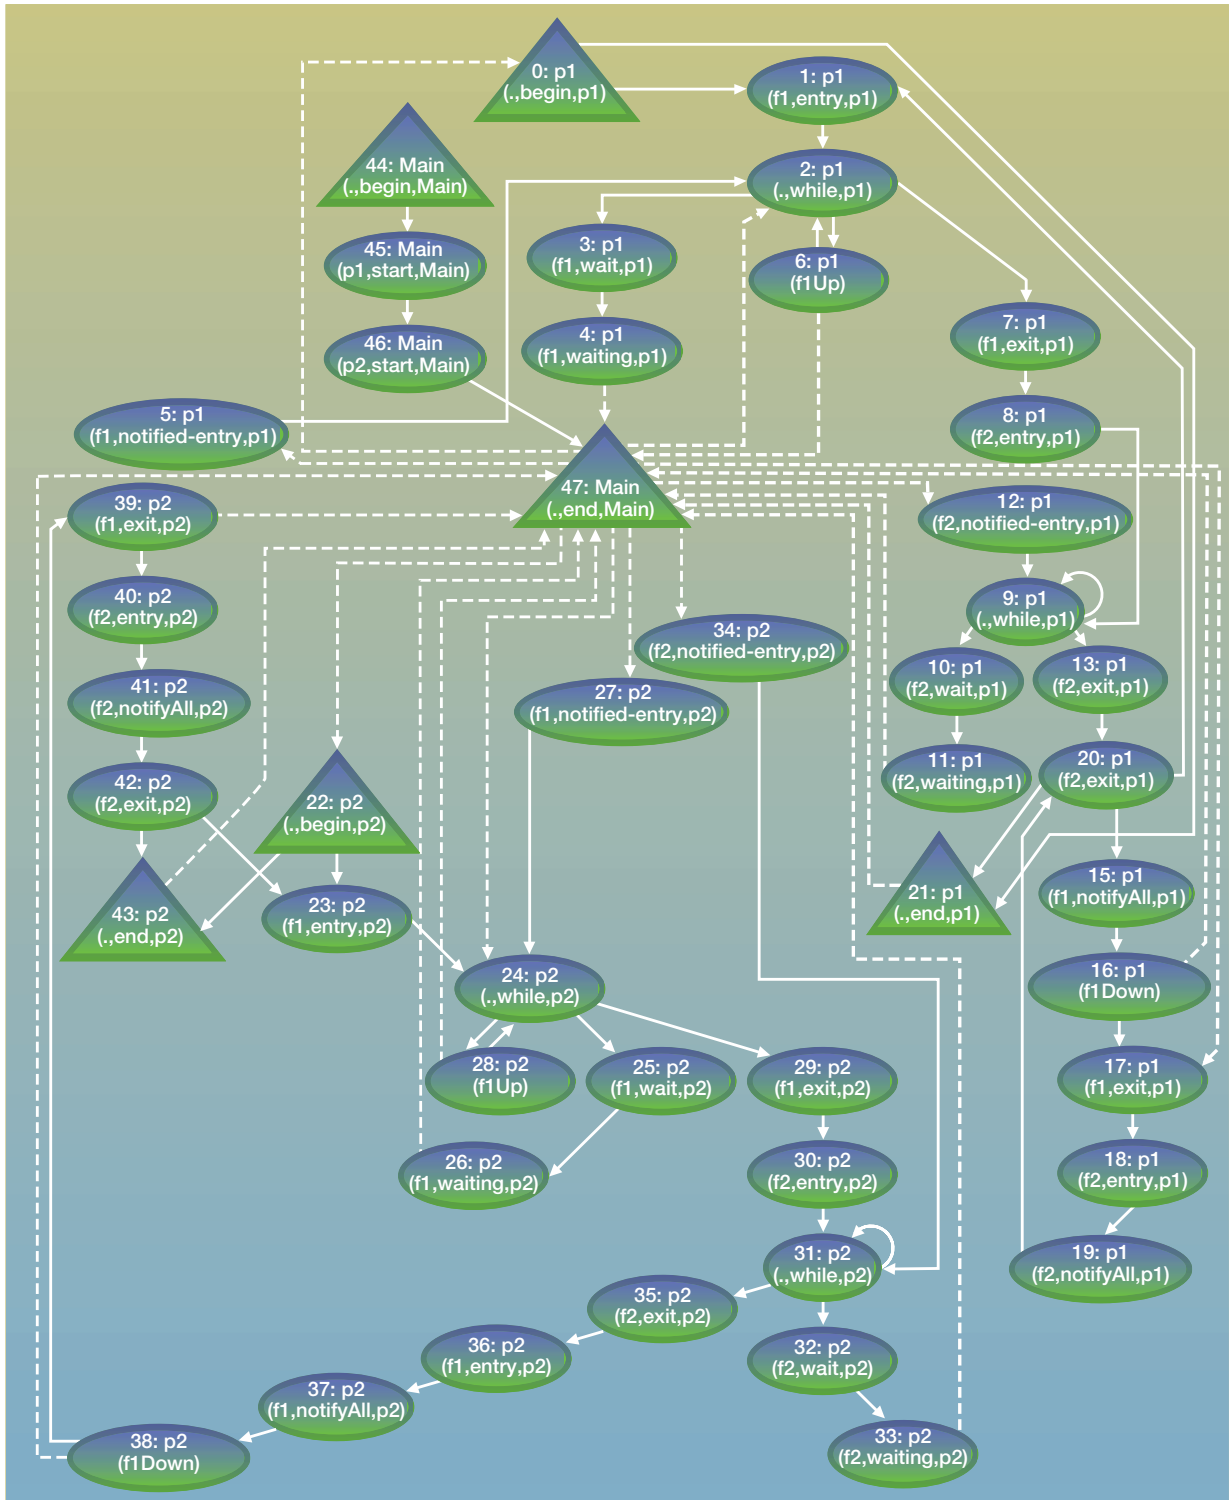 0: p1
(.,begin,p1)
1: p1
(f1,entry,p1)
44: Main
(.,begin,Main)
2: p1
(.,while,p1)
45: Main
(p1,start,Main)
3: p1
(f1,wait,p1)
6: p1
(f1Up)
46: Main
(p2,start,Main)
4: p1
(f1,waiting,p1)
7: p1
(f1,exit,p1)
5: p1
(f1,notified-entry,p1)
8: p1
(f2,entry,p1)
47: Main
(.,end,Main)
39: p2
(f1,exit,p2)
12: p1
(f2,notified-entry,p1)
40: p2
(f2,entry,p2)
9: p1
(.,while,p1)
34: p2
(f2,notified-entry,p2)
10: p1
(f2,wait,p1)
13: p1
(f2,exit,p1)
41: p2
(f2,notifyAll,p2)
27: p2
(f1,notified-entry,p2)
42: p2
(f2,exit,p2)
22: p2
(.,begin,p2)
11: p1
(f2,waiting,p1)
20: p1
(f2,exit,p1)
43: p2
(.,end,p2)
23: p2
(f1,entry,p2)
21: p1
(.,end,p1)
15: p1
(f1,notifyAll,p1)
24: p2
(.,while,p2)
16: p1
(f1Down)
28: p2
(f1Up)
25: p2
(f1,wait,p2)
29: p2
(f1,exit,p2)
17: p1
(f1,exit,p1)
26: p2
(f1,waiting,p2)
30: p2
(f2,entry,p2)
18: p1
(f2,entry,p1)
31: p2
(.,while,p2)
19: p1
(f2,notifyAll,p1)
35: p2
(f2,exit,p2)
36: p2
(f1,entry,p2)
32: p2
(f2,wait,p2)
37: p2
(f1,notifyAll,p2)
38: p2
(f1Down)
33: p2
(f2,waiting,p2)